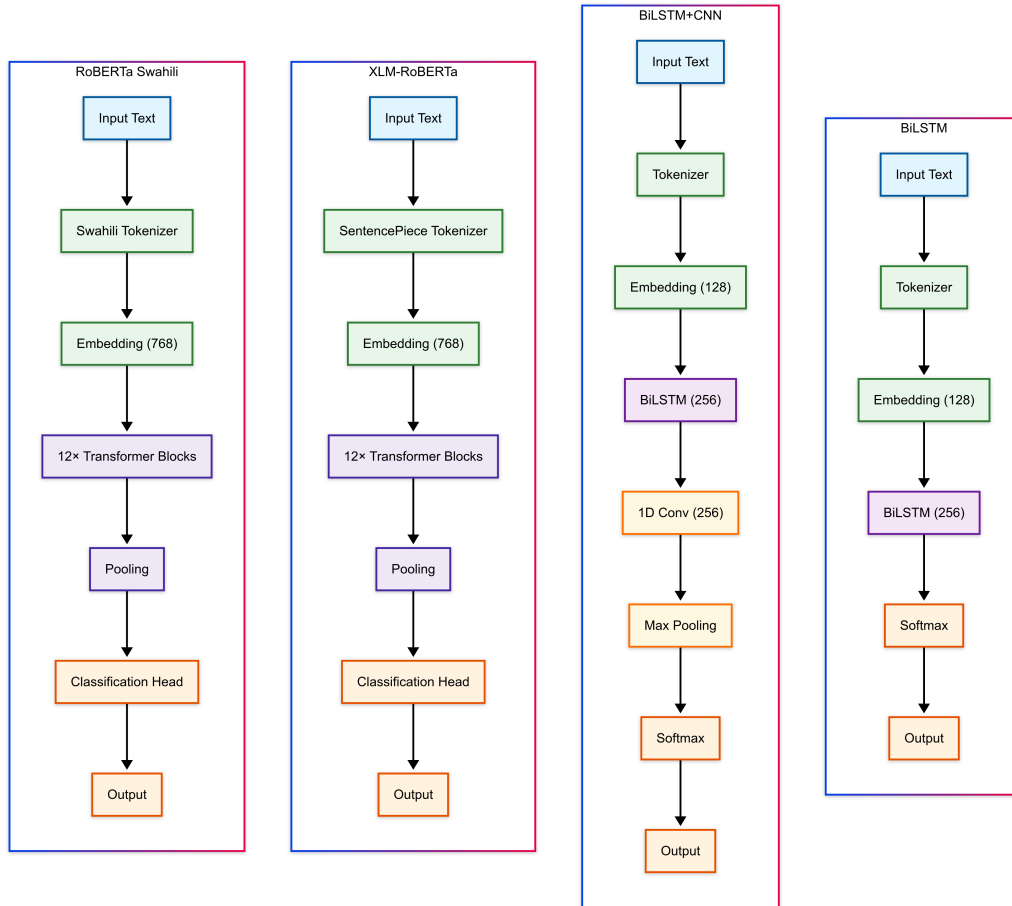 RoBERTa Swahili
Input Text
Swahili Tokenizer
Embedding (768)
12× Transformer Blocks
Pooling
Classification Head
Output
XLM-RoBERTa
Input Text
SentencePiece Tokenizer
Embedding (768)
12× Transformer Blocks
Pooling
Classification Head
Output
BiLSTM+CNN
Input Text
Tokenizer
Embedding (128)
BiLSTM (256)
1D Conv (256)
Max Pooling
Softmax
Output
BiLSTM
Input Text
Tokenizer
Embedding (128)
BiLSTM (256)
Softmax
Output